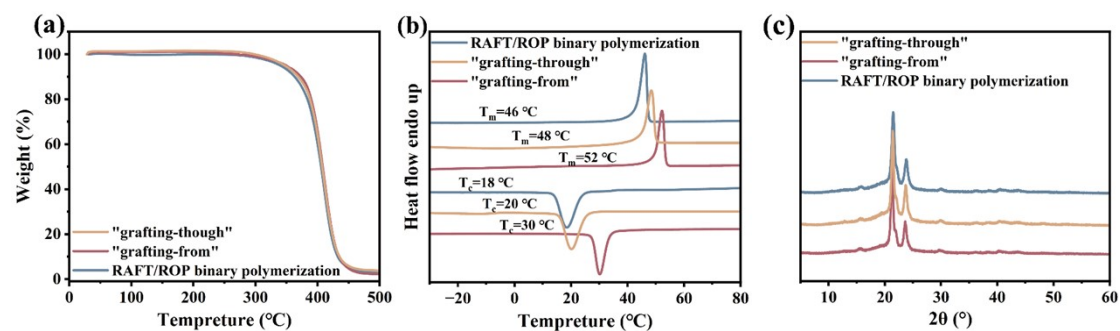 (a)
100
80
60
40
20
0
Weight (%)
"grafting-though"
"grafting-from"
RAFT/ROP binary polymerization
0 100 200 300 400 500
Tempreture (℃)
(b)
RAFT/ROP binary polymerization
"grafting-through"
"grafting-from"
Tm=46 ℃
Tm=48 ℃
Tm=52 ℃
Tc=18 ℃
Tc=20 ℃
Tc=30 ℃
Heat flow endo up
−20 0 20 40 60 80
Tempreture (℃)
(c)
"grafting-through"
"grafting-from"
RAFT/ROP binary polymerization
10 20 30 40 50 60
2θ (°)